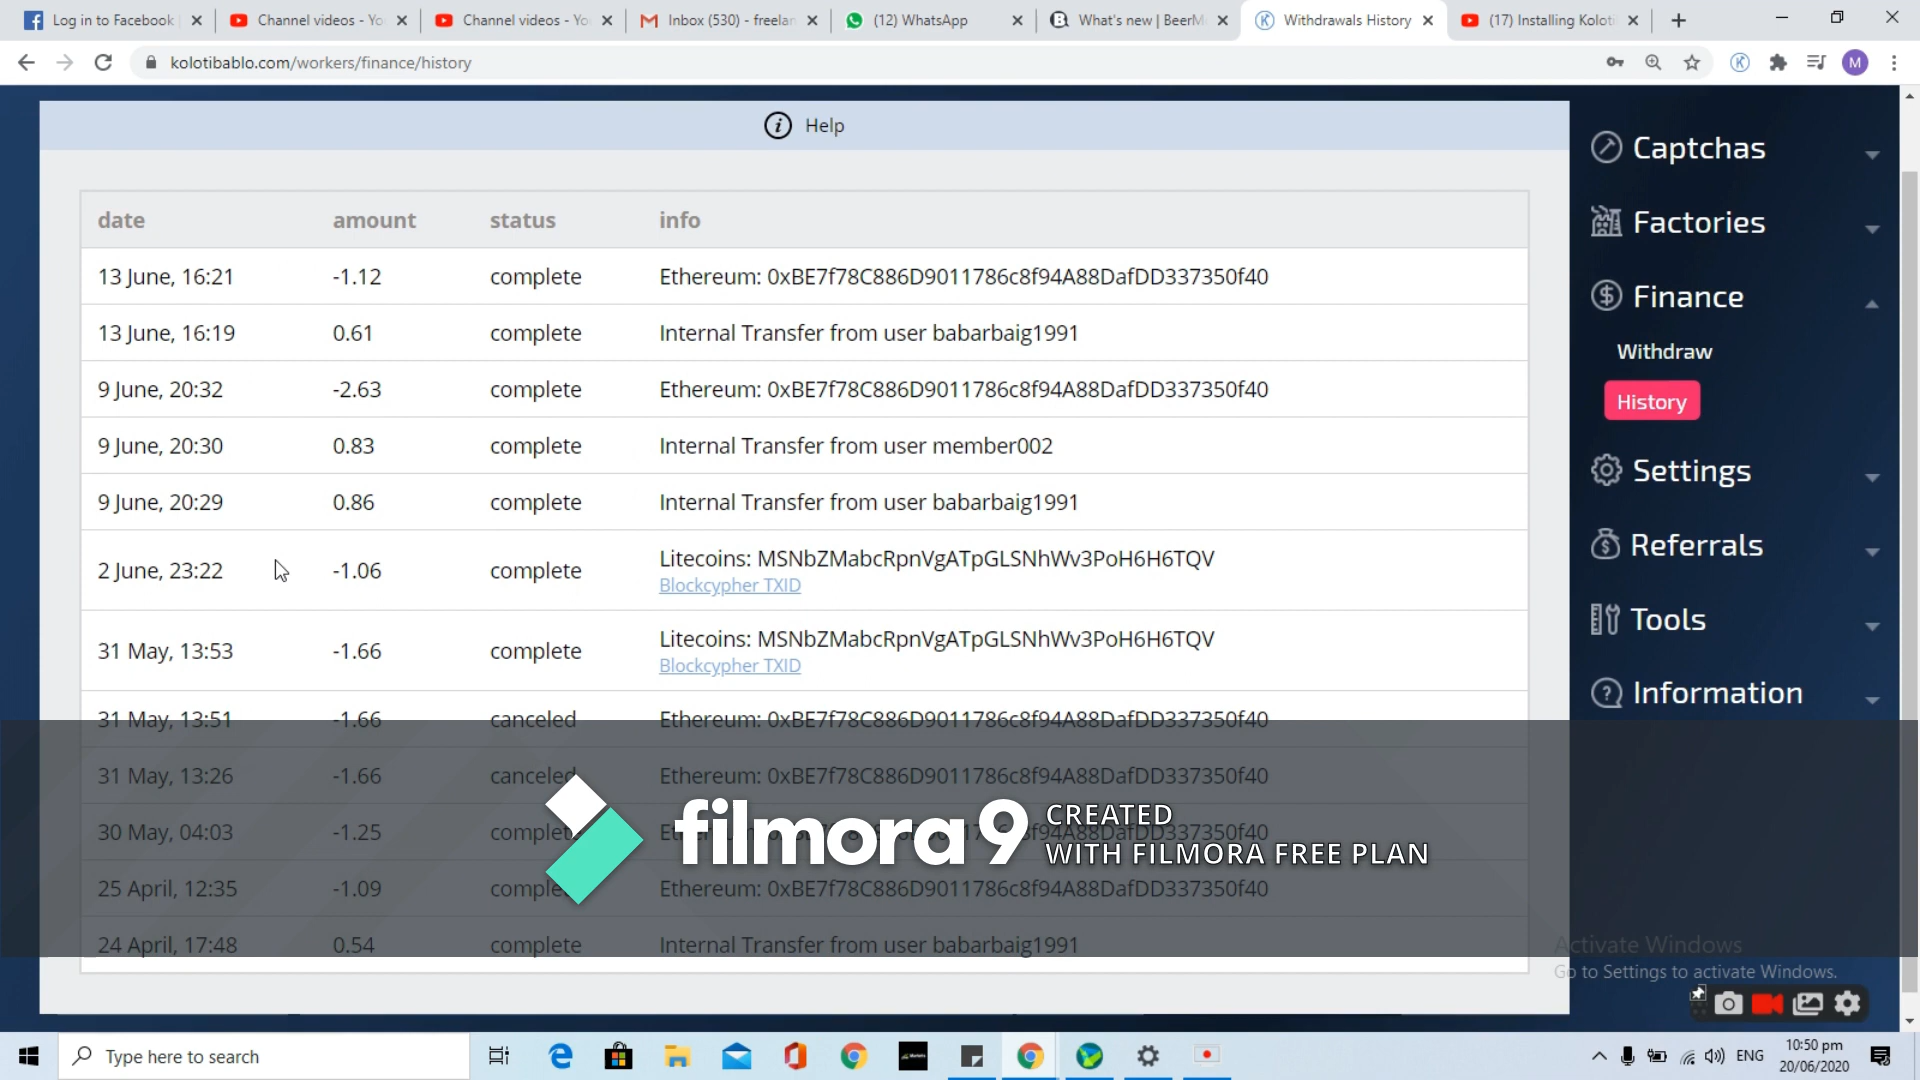 Log in to Facebook
Channel videos - Yo
Channel videos - Yo
Inbox (530) - freelan
(12) WhatsApp
What's new | BeerM
Withdrawals History
(17) Installing Koloti
kolotibablo.com/workers/finance/history
M
Help
date amount status info
13 June, 16:21 -1.12 complete Ethereum: 0xBE7f78C886D9011786c8f94A88DafDD337350f40
13 June, 16:19 0.61 complete Internal Transfer from user babarbaig1991
9 June, 20:32 -2.63 complete Ethereum: 0xBE7f78C886D9011786c8f94A88DafDD337350f40
9 June, 20:30 0.83 complete Internal Transfer from user member002
9 June, 20:29 0.86 complete Internal Transfer from user babarbaig1991
2 June, 23:22 -1.06 complete Litecoins: MSNbZMabcRpnVgATpGLSNhWv3PoH6H6TQV
Blockcypher TXID
31 May, 13:53 -1.66 complete Litecoins: MSNbZMabcRpnVgATpGLSNhWv3PoH6H6TQV
Blockcypher TXID
31 May, 13:51 -1.66 canceled Ethereum: 0xBE7f78C886D9011786c8f94A88DafDD337350f40
31 May, 13:26 -1.66 canceled Ethereum: 0xBE7f78C886D9011786c8f94A88DafDD337350f40
30 May, 04:03 -1.25 complete
25 April, 12:35 -1.09 complete Ethereum: 0xBE7f78C886D9011786c8f94A88DafDD337350f40
24 April, 17:48 0.54 complete Internal Transfer from user babarbaig1991
Captchas
Factories
Finance
Withdraw
History
Settings
Referrals
Tools
Information
filmora9
CREATED
WITH FILMORA FREE PLAN
Activate Windows
Go to Settings to activate Windows.
Type here to search
ENG
10:50 pm
20/06/2020